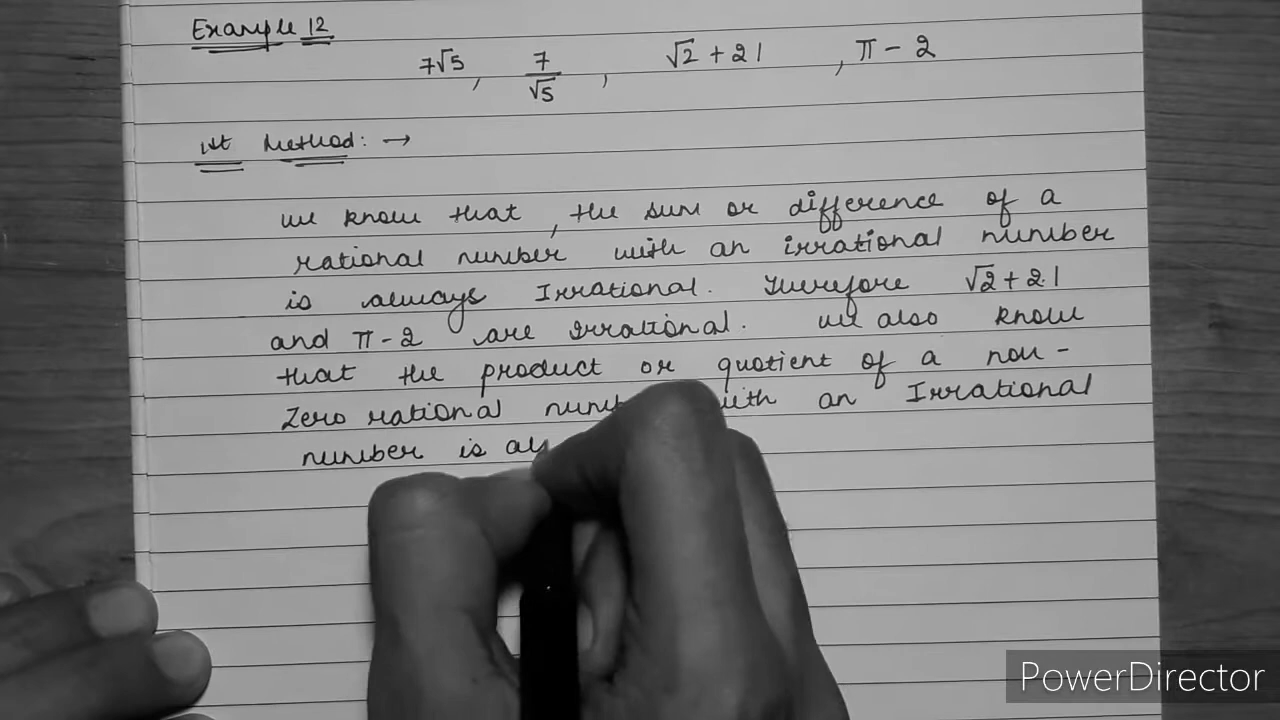 Example 12
7√5, 7/√5, √2 + 21, π - 2
1st Method: →
we know that, the sum or difference of a
rational number with an irrational number
is always Irrational. Therefore √2 + 21
and π - 2 are irrational. we also know
that the product or quotient of a non-
Zero rational with an Irrational
number is
PowerDirector